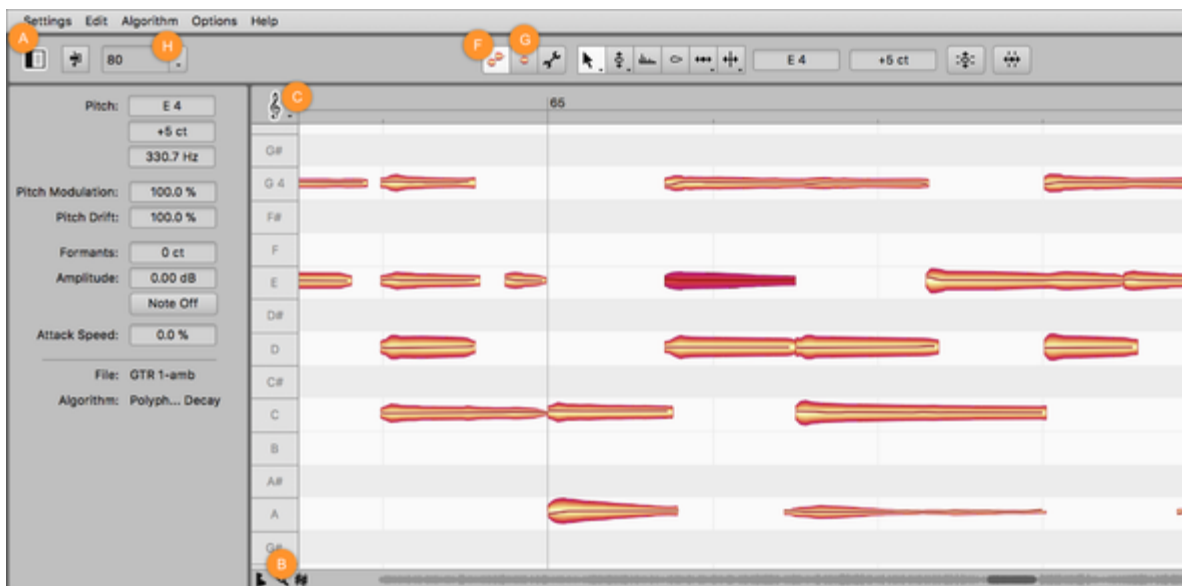 Settings Edit Algorithm Options Help
A
H
F
G
80
E 4
+5 ct
C
65
Pitch: E 4
+5 ct
330.7 Hz
Pitch Modulation: 100.0 %
Pitch Drift: 100.0 %
Formants: 0 ct
Amplitude: 0.00 dB
Note Off
Attack Speed: 0.0 %
File: GTR 1-amb
Algorithm: Polyph... Decay
G#
G 4
F#
F
E
D#
D
C#
C
B
A#
A
G#
B